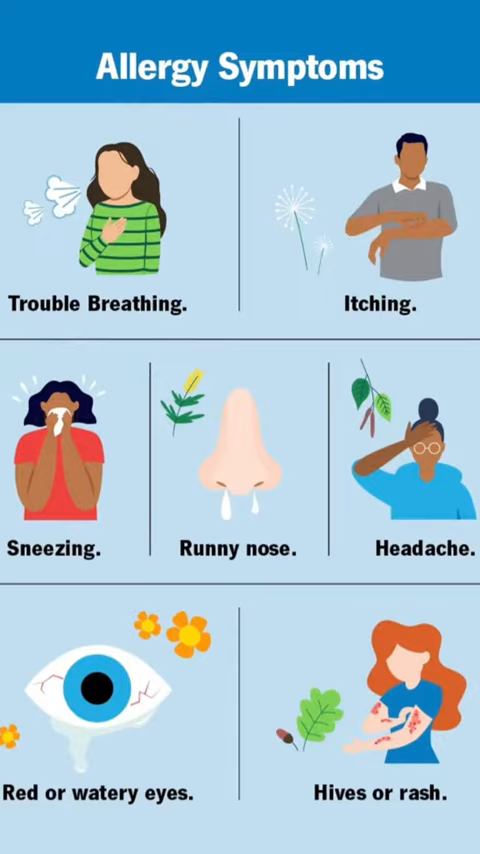 Allergy Symptoms
Trouble Breathing.
Itching.
Sneezing.
Runny nose.
Headache.
Red or watery eyes.
Hives or rash.